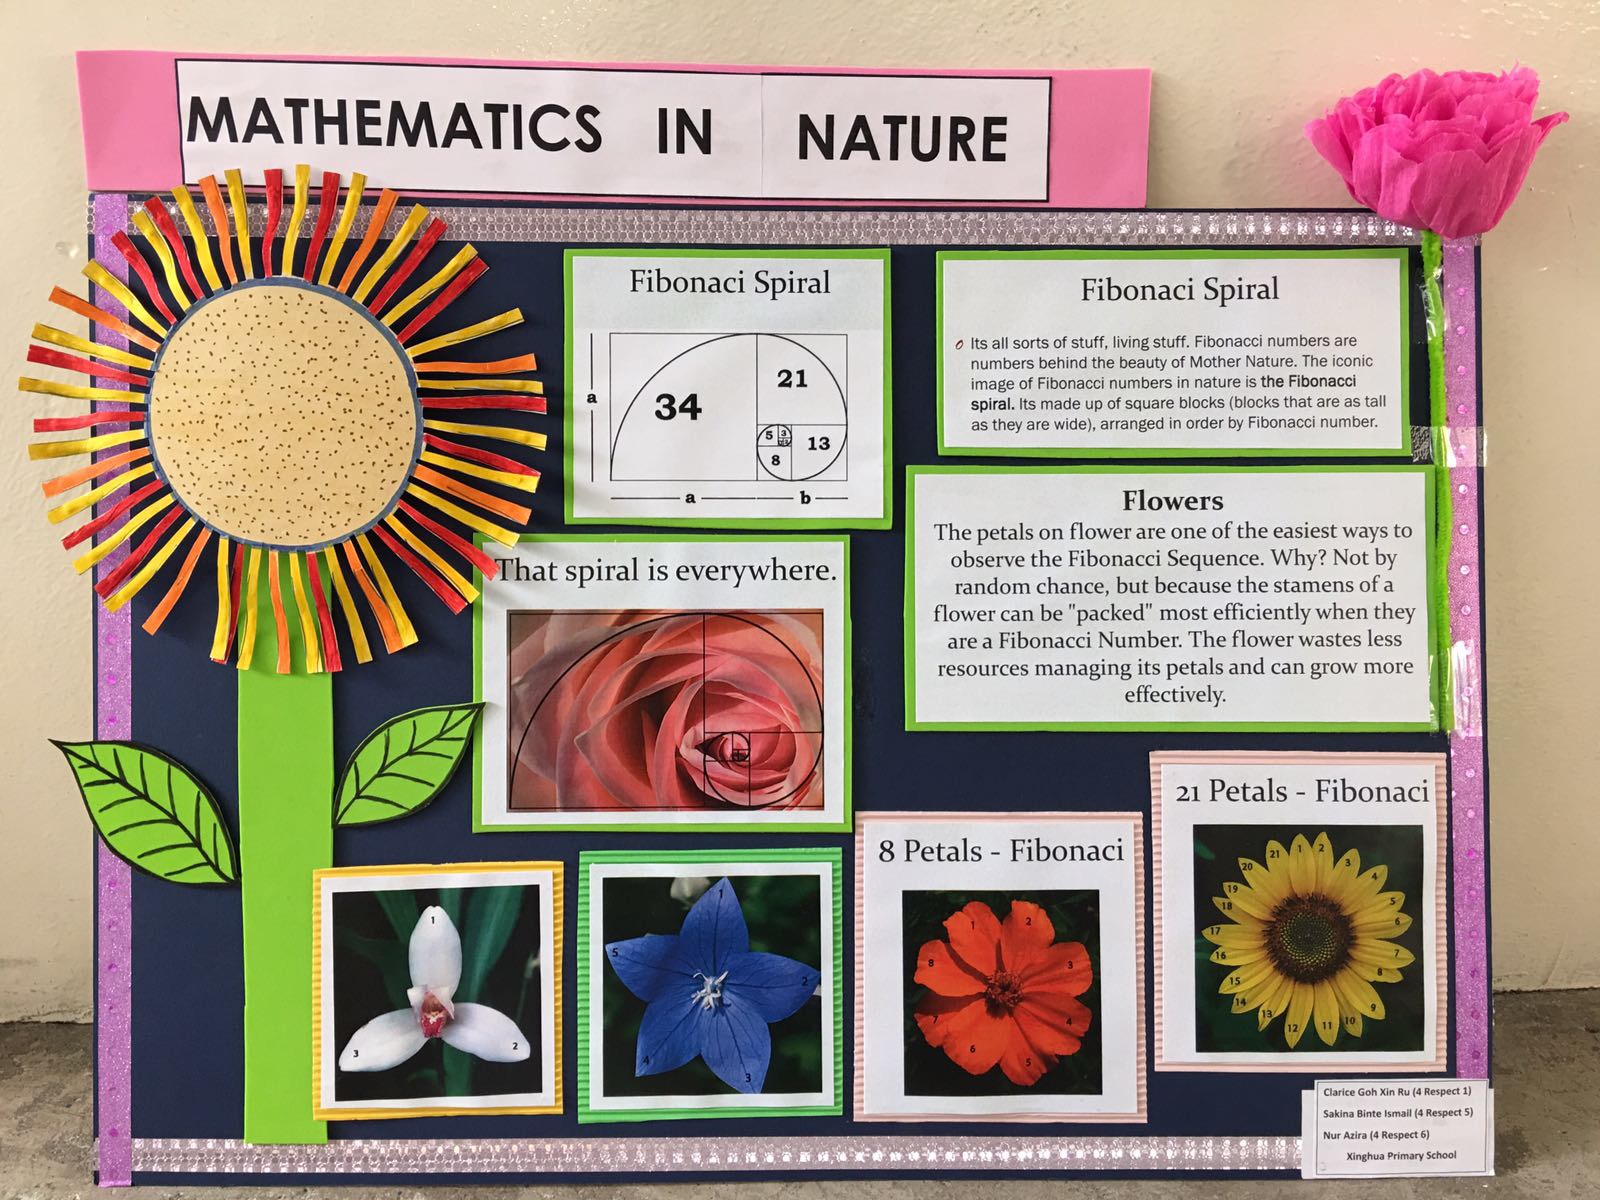 MATHEMATICS IN NATURE
Fibonaci Spiral
a
34
21
5
3
13
8
a
b
Fibonaci Spiral
Its all sorts of stuff, living stuff. Fibonacci numbers are
numbers behind the beauty of Mother Nature. The iconic
image of Fibonacci numbers in nature is the Fibonacci
spiral. Its made up of square blocks (blocks that are as tall
as they are wide), arranged in order by Fibonacci number.
Flowers
The petals on flower are one of the easiest ways to
observe the Fibonacci Sequence. Why? Not by
random chance, but because the stamens of a
flower can be "packed" most efficiently when they
are a Fibonacci Number. The flower wastes less
resources managing its petals and can grow more
effectively.
That spiral is everywhere.
1
2
3
1
2
3
4
5
8 Petals - Fibonaci
1
2
3
4
5
6
7
8
21 Petals - Fibonaci
1
2
3
4
5
6
7
8
9
10
11
12
13
14
15
16
17
18
19
20
21
Clarice Goh Xin Ru (4 Respect 1)
Sakina Binte Ismail (4 Respect 5)
Nur Azira (4 Respect 6)
Xinghua Primary School